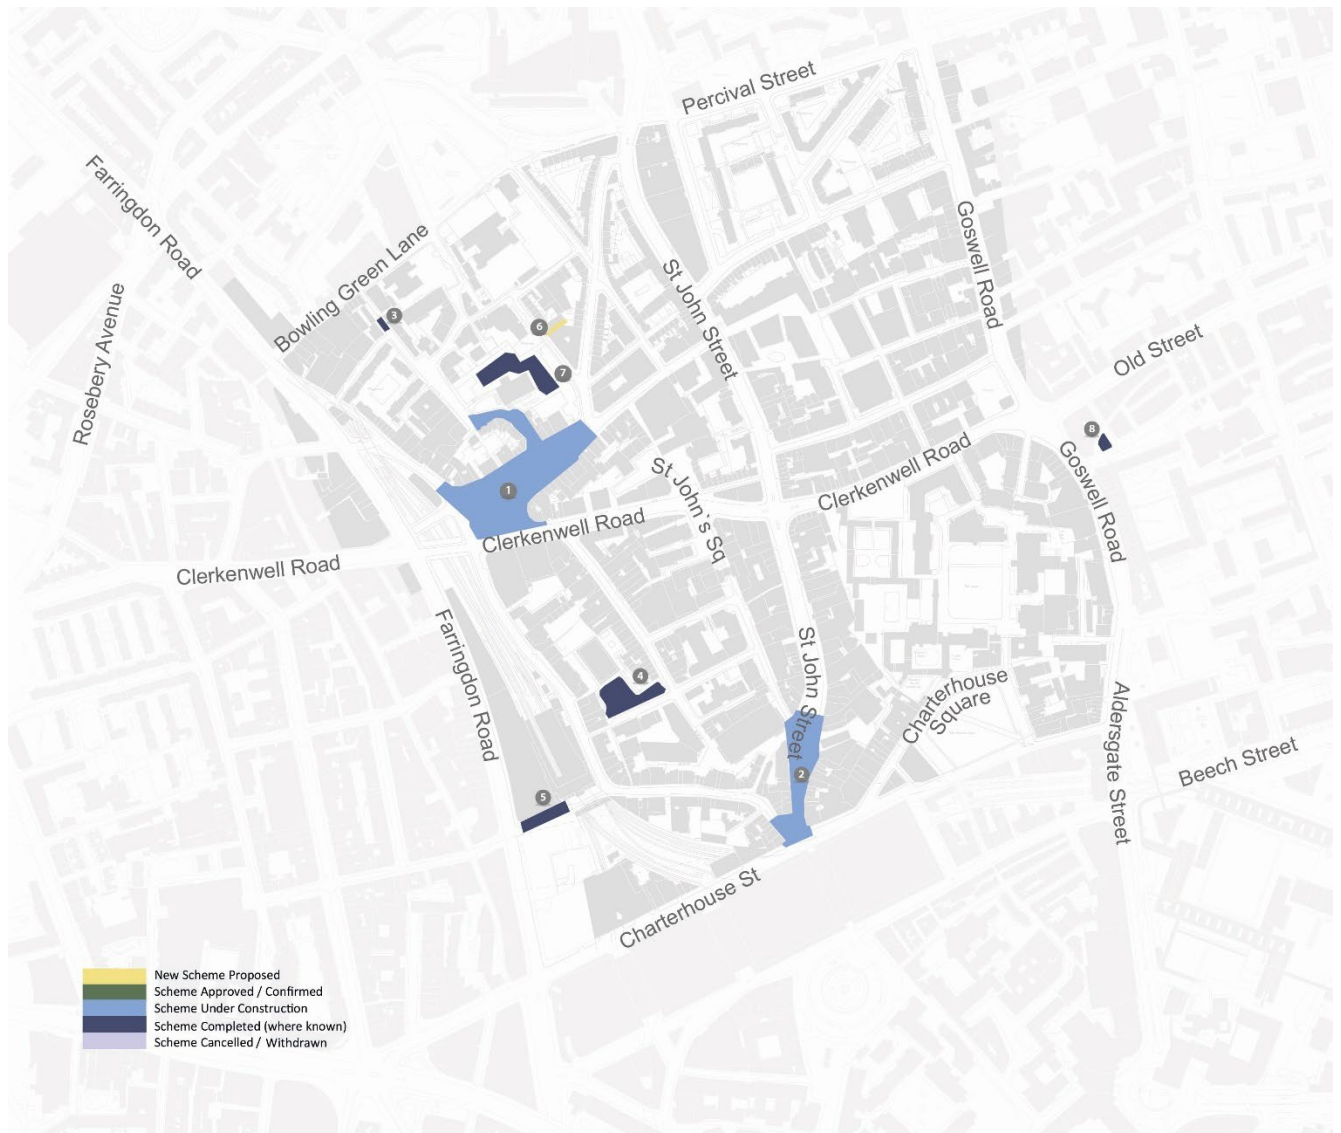 Percival Street
Farringdon Road
Bowling Green Lane
Goswell Road
St John Street
Rosebery Avenue
3
6
Old Street
7
8
1
St John`s Sq
Clerkenwell Road
Goswell Road
Clerkenwell Road
Clerkenwell Road
Farringdon Road
St John Street
4
Charterhouse
Square
Aldersgate Street
2
Beech Street
5
Charterhouse St
New Scheme Proposed
Scheme Approved / Confirmed
Scheme Under Construction
Scheme Completed (where known)
Scheme Cancelled / Withdrawn